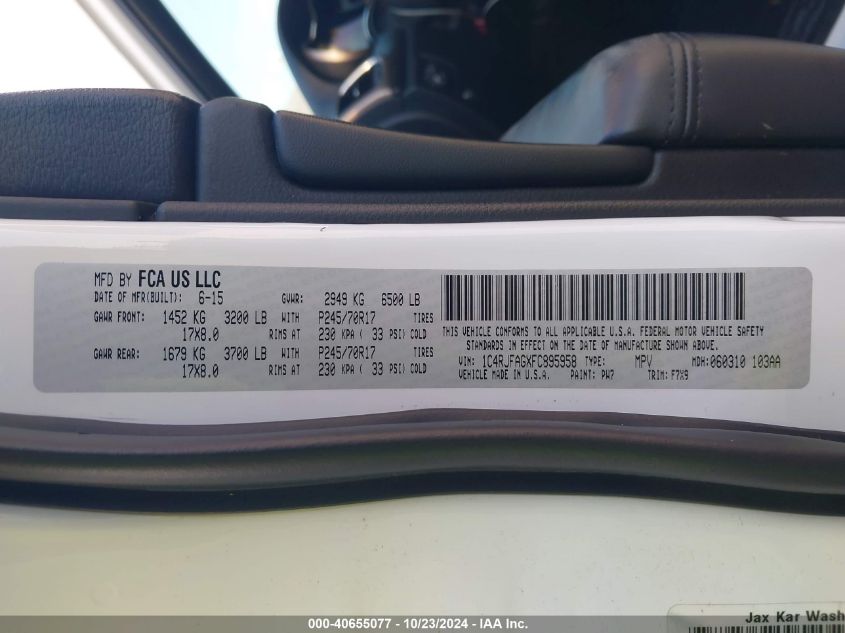 MFD BY FCA US LLC
DATE OF MFR(BUILT): 6-15 GVWR: 2949 KG 6500 LB
GAWR FRONT: 1452 KG 3200 LB WITH P245/70R17 TIRES
17X8.0 RIMS AT 230 KPA ( 33 PSI) COLD
GAWR REAR: 1679 KG 3700 LB WITH P245/70R17 TIRES
17X8.0 RIMS AT 230 KPA ( 33 PSI) COLD
THIS VEHICLE CONFORMS TO ALL APPLICABLE U.S.A. FEDERAL MOTOR VEHICLE SAFETY
STANDARDS IN EFFECT ON THE DATE OF MANUFACTURE SHOWN ABOVE.
VIN: 1C4RJFAGXFC895958 TYPE: MPV MDH:060310 103AA
VEHICLE MADE IN U.S.A. PAINT: PW7 TRIM: F7X9
Jax Kar Wash
000-40655077 - 10/23/2024 - IAA Inc.